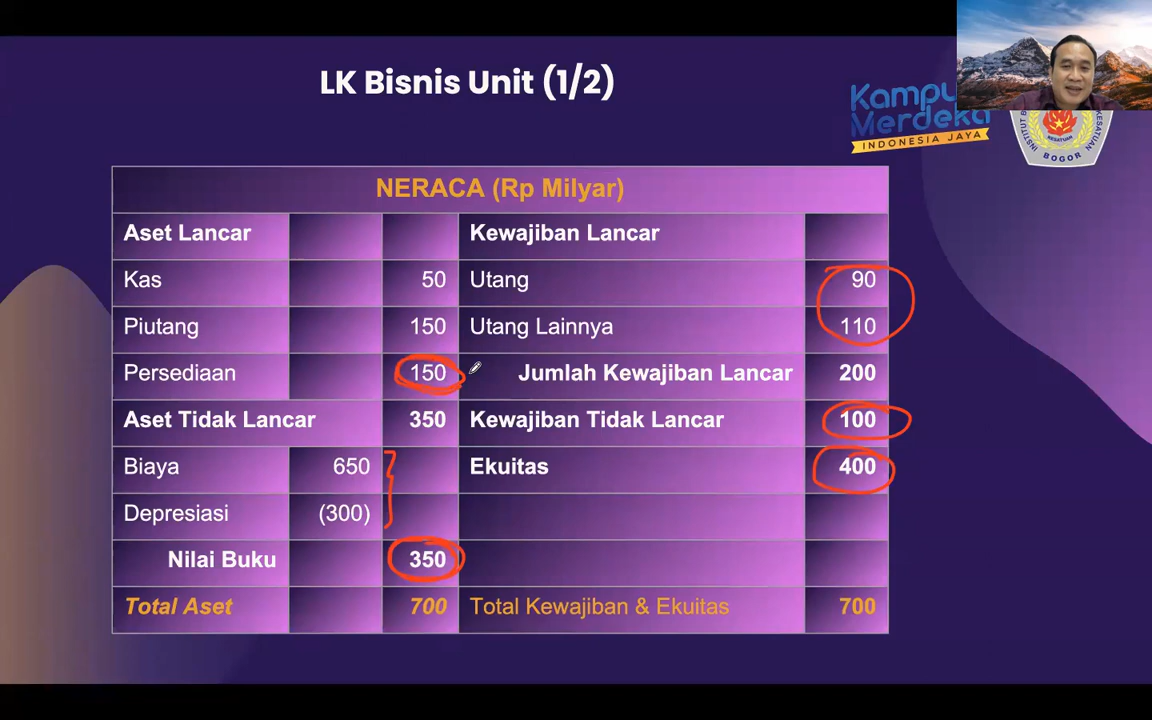 LK Bisnis Unit (1/2)
Kampu
Merdeka
INDONESIA JAYA
KESATUAN
BOGOR
NERACA (Rp Milyar)
Aset Lancar Kewajiban Lancar
Kas 50 Utang 90
Piutang 150 Utang Lainnya 110
Persediaan 150 Jumlah Kewajiban Lancar 200
Aset Tidak Lancar 350 Kewajiban Tidak Lancar 100
Biaya 650 Ekuitas 400
Depresiasi (300)
Nilai Buku 350
Total Aset 700 Total Kewajiban & Ekuitas 700